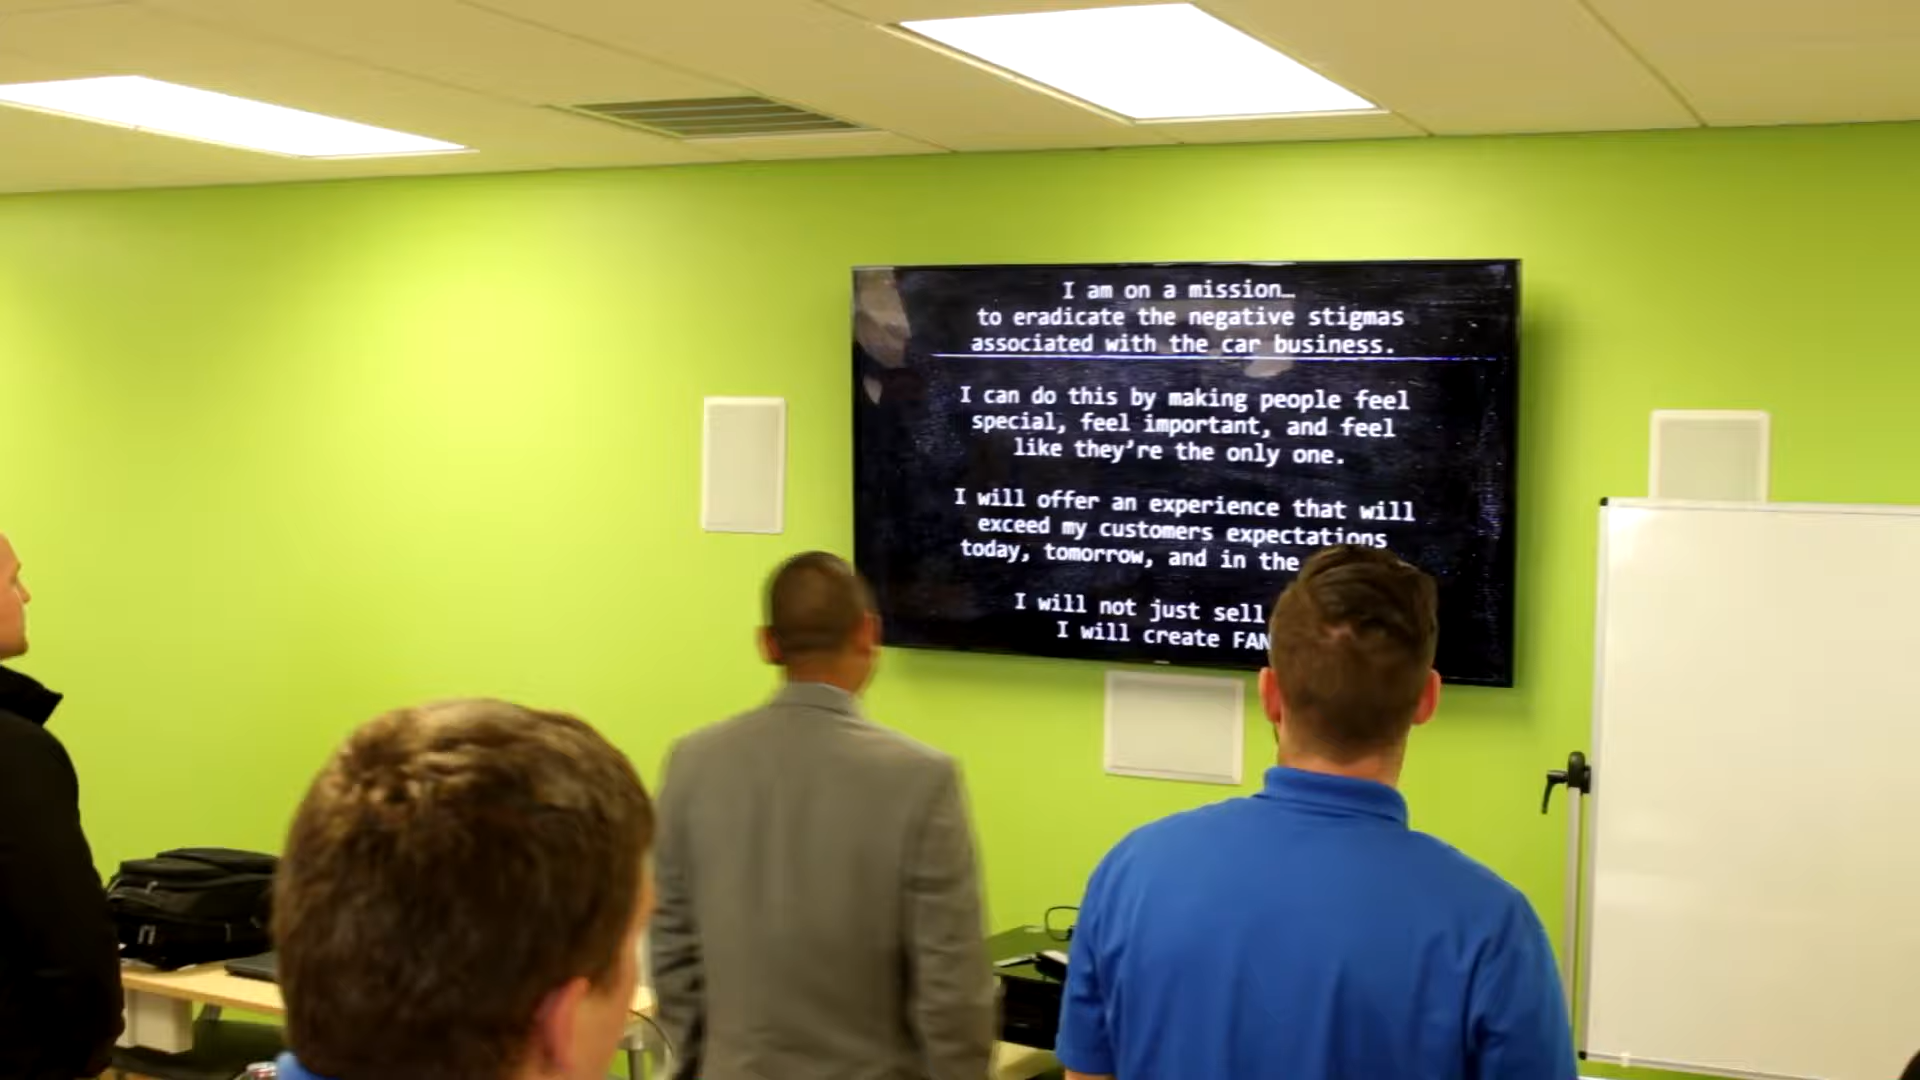 I am on a mission…
to eradicate the negative stigmas
associated with the car business.
I can do this by making people feel
special, feel important, and feel
like they're the only one.
I will offer an experience that will
exceed my customers expectations
today, tomorrow, and in the
I will not just sell
I will create FAN